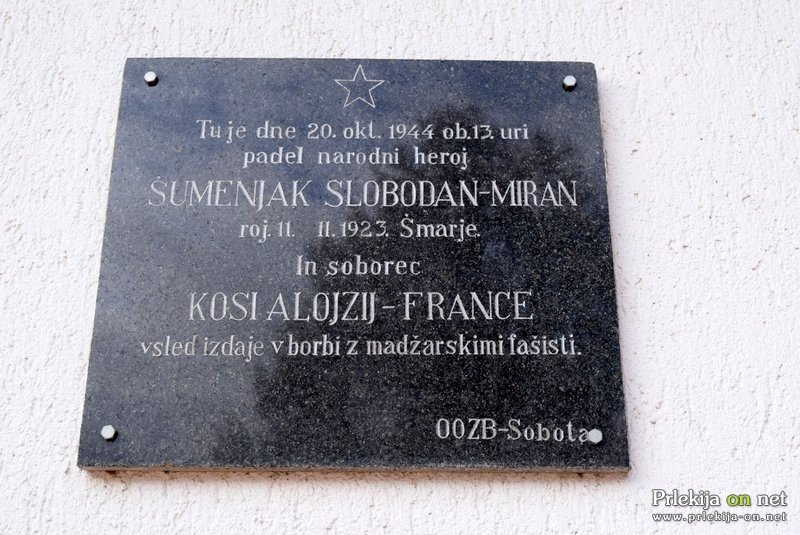 Tu je dne 20. okt. 1944 ob.13. uri
padel narodni heroj
ŠUMENJAK SLOBODAN-MIRAN
roj. 11. II. 1923. Šmarje.
In soborec
KOSI ALOJZIJ-FRANCE
vsled izdaje v borbi z madžarskimi fašisti.
OOZB-Sobota
Prlekija on net
www.prlekija-on.net